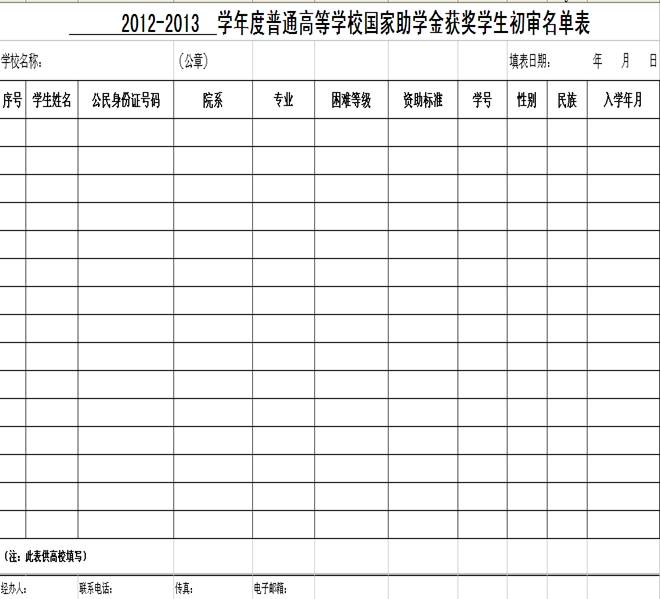 2012-2013 学年度普通高等学校国家助学金获奖学生初审名单表
学校名称: （公章） 填表日期: 年 月 日
序号 学生姓名 公民身份证号码 院系 专业 困难等级 资助标准 学号 性别 民族 入学年月
（注：此表供高校填写）
经办人: 联系电话: 传真: 电子邮箱: